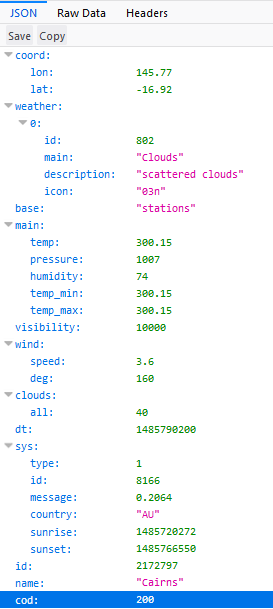 JSON Raw Data Headers
Save Copy
coord:
lon: 145.77
lat: -16.92
weather:
0:
id: 802
main: "Clouds"
description: "scattered clouds"
icon: "03n"
base: "stations"
main:
temp: 300.15
pressure: 1007
humidity: 74
temp_min: 300.15
temp_max: 300.15
visibility: 10000
wind:
speed: 3.6
deg: 160
clouds:
all: 40
dt: 1485790200
sys:
type: 1
id: 8166
message: 0.2064
country: "AU"
sunrise: 1485720272
sunset: 1485766550
id: 2172797
name: "Cairns"
cod: 200